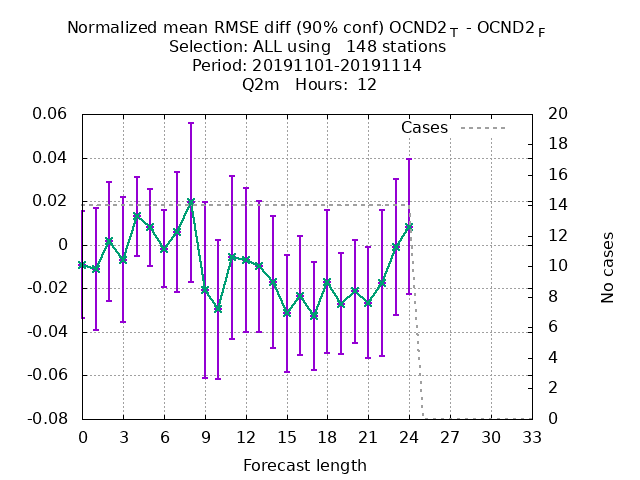 Normalized mean RMSE diff (90% conf) OCND2 T - OCND2 F
Selection: ALL using   148 stations
Period: 20191101-20191114
Q2m   Hours:  12
Cases
0.06
0.04
0.02
0
-0.02
-0.04
-0.06
-0.08
20
18
16
14
12
10
8
6
4
2
0
No cases
0 3 6 9 12 15 18 21 24 27 30 33
Forecast length